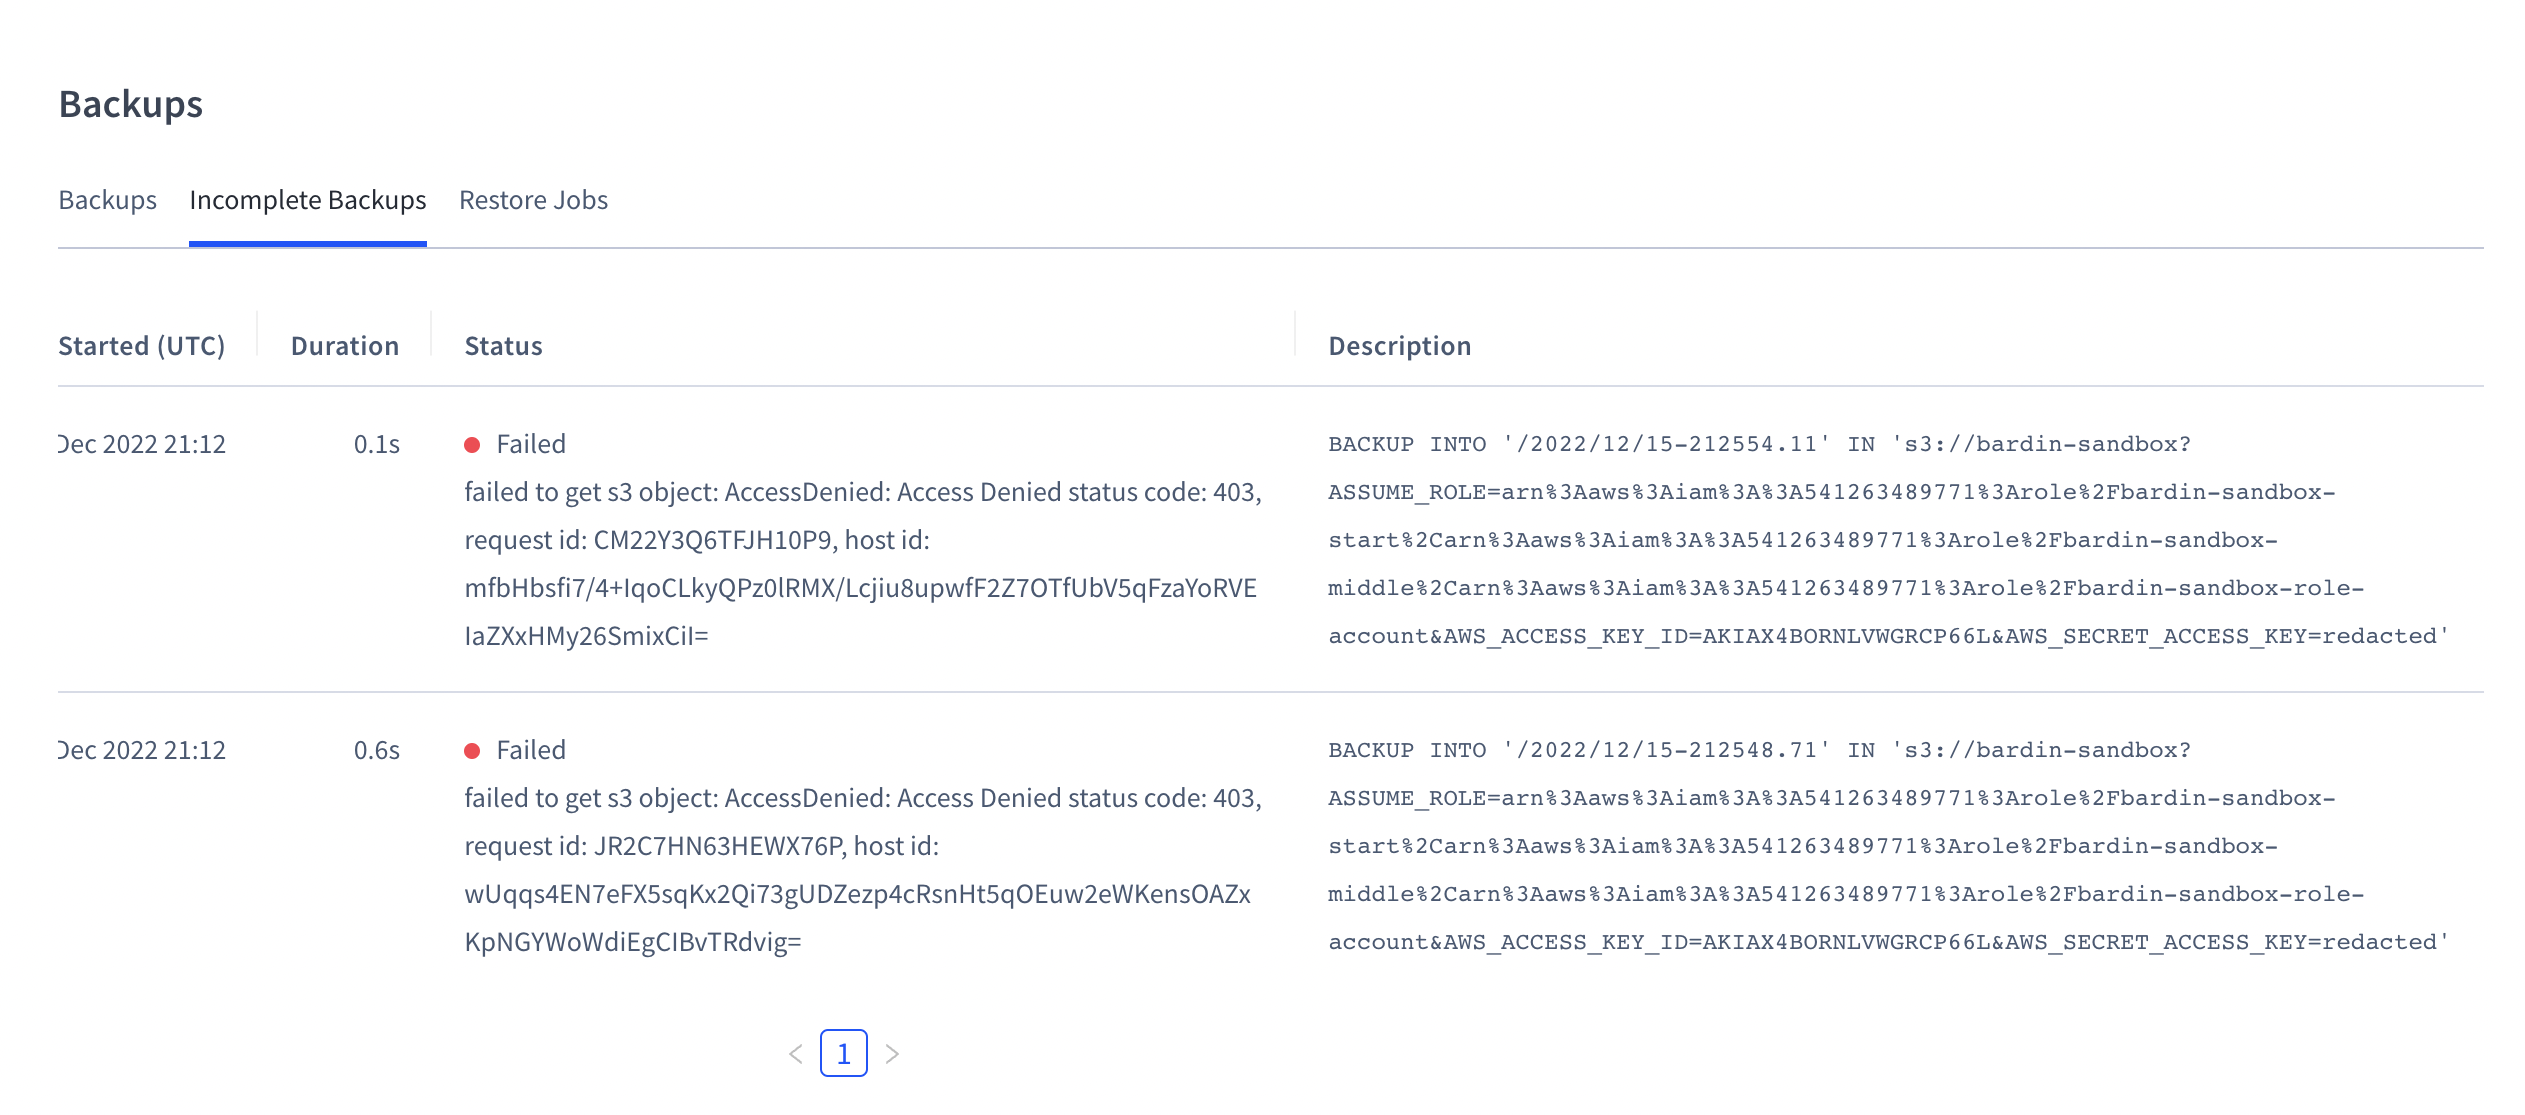 Backups
Backups Incomplete Backups Restore Jobs
Started (UTC) Duration Status Description
Dec 2022 21:12 0.1s Failed BACKUP INTO '/2022/12/15-212554.11' IN 's3://bardin-sandbox?
failed to get s3 object: AccessDenied: Access Denied status code: 403, ASSUME_ROLE=arn%3Aaws%3Aiam%3A%3A541263489771%3Arole%2Fbardin-sandbox-
request id: CM22Y3Q6TFJH10P9, host id: start%2Carn%3Aaws%3Aiam%3A%3A541263489771%3Arole%2Fbardin-sandbox-
mfbHbsfi7/4+IqoCLkyQPz0lRMX/Lcjiu8upwfF2Z7OTfUbV5qFzaYoRVE middle%2Carn%3Aaws%3Aiam%3A%3A541263489771%3Arole%2Fbardin-sandbox-role-
IaZXxHMy26SmixCiI= account&AWS_ACCESS_KEY_ID=AKIAX4BORNLVWGRCP66L&AWS_SECRET_ACCESS_KEY=redacted'
Dec 2022 21:12 0.6s Failed BACKUP INTO '/2022/12/15-212548.71' IN 's3://bardin-sandbox?
failed to get s3 object: AccessDenied: Access Denied status code: 403, ASSUME_ROLE=arn%3Aaws%3Aiam%3A%3A541263489771%3Arole%2Fbardin-sandbox-
request id: JR2C7HN63HEWX76P, host id: start%2Carn%3Aaws%3Aiam%3A%3A541263489771%3Arole%2Fbardin-sandbox-
wUqqs4EN7eFX5sqKx2Qi73gUDZezp4cRsnHt5qOEuw2eWKensOAZx middle%2Carn%3Aaws%3Aiam%3A%3A541263489771%3Arole%2Fbardin-sandbox-role-
KpNGYWoWdiEgCIBvTRdvig= account&AWS_ACCESS_KEY_ID=AKIAX4BORNLVWGRCP66L&AWS_SECRET_ACCESS_KEY=redacted'
< 1 >